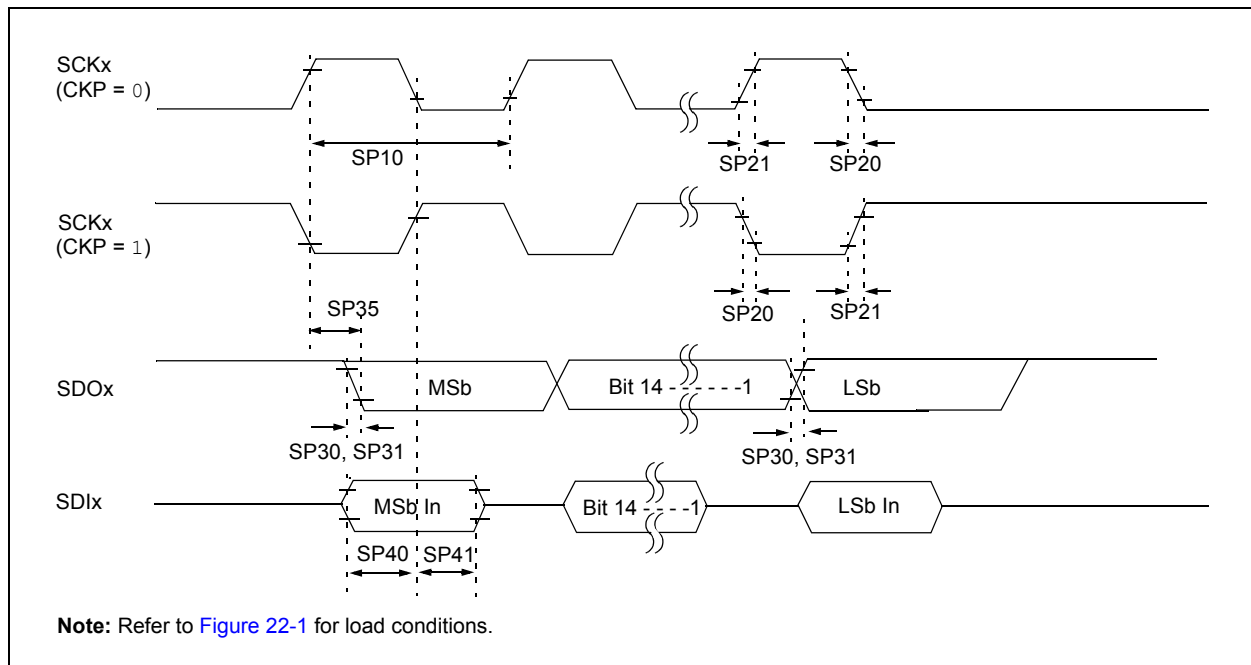 SCKx
(CKP = 0)
SP10
SP21
SP20
SCKx
(CKP = 1)
SP35
SP20
SP21
SDOx
MSb
Bit 14 - - - - - -1
LSb
SP30, SP31
SP30, SP31
SDIx
MSb In
Bit 14 - - - -1
LSb In
SP40
SP41
Note: Refer to Figure 22-1 for load conditions.